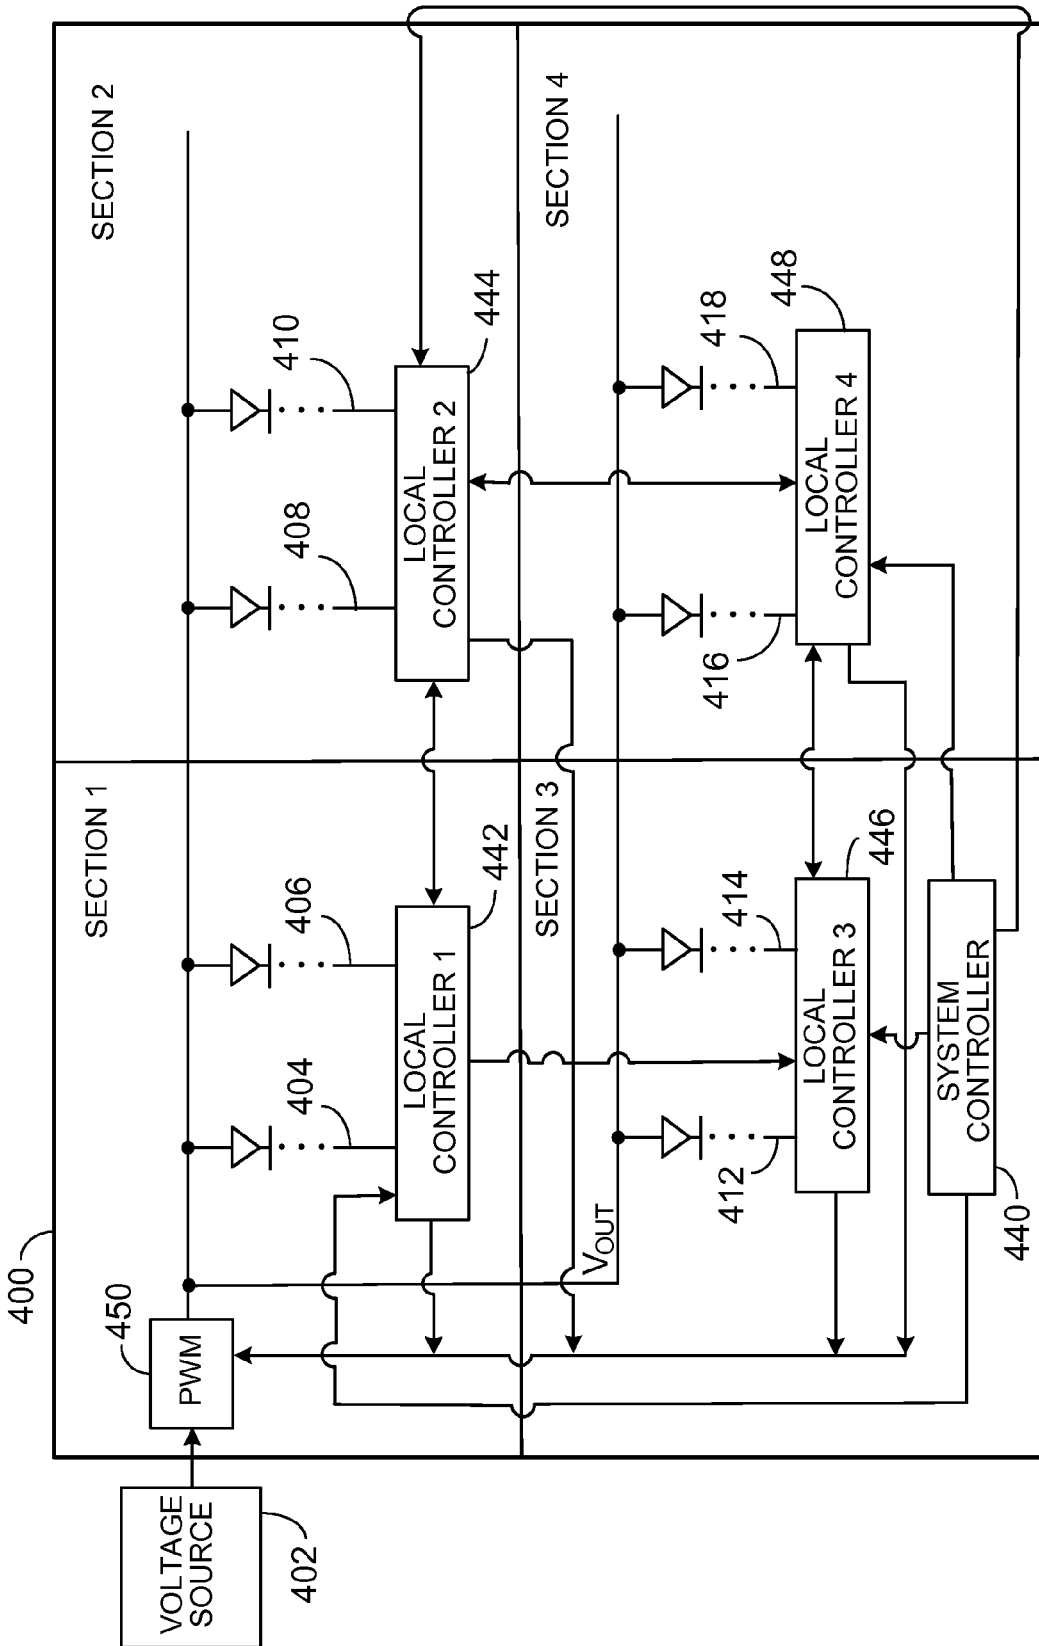 400
SECTION 1
SECTION 2
450
PWM
VOLTAGE
SOURCE
402
404
406
408
410
LOCAL
CONTROLLER 1
442
LOCAL
CONTROLLER 2
444
VOUT
SECTION 3
SECTION 4
412
414
416
418
LOCAL
CONTROLLER 3
446
LOCAL
CONTROLLER 4
448
SYSTEM
CONTROLLER
440